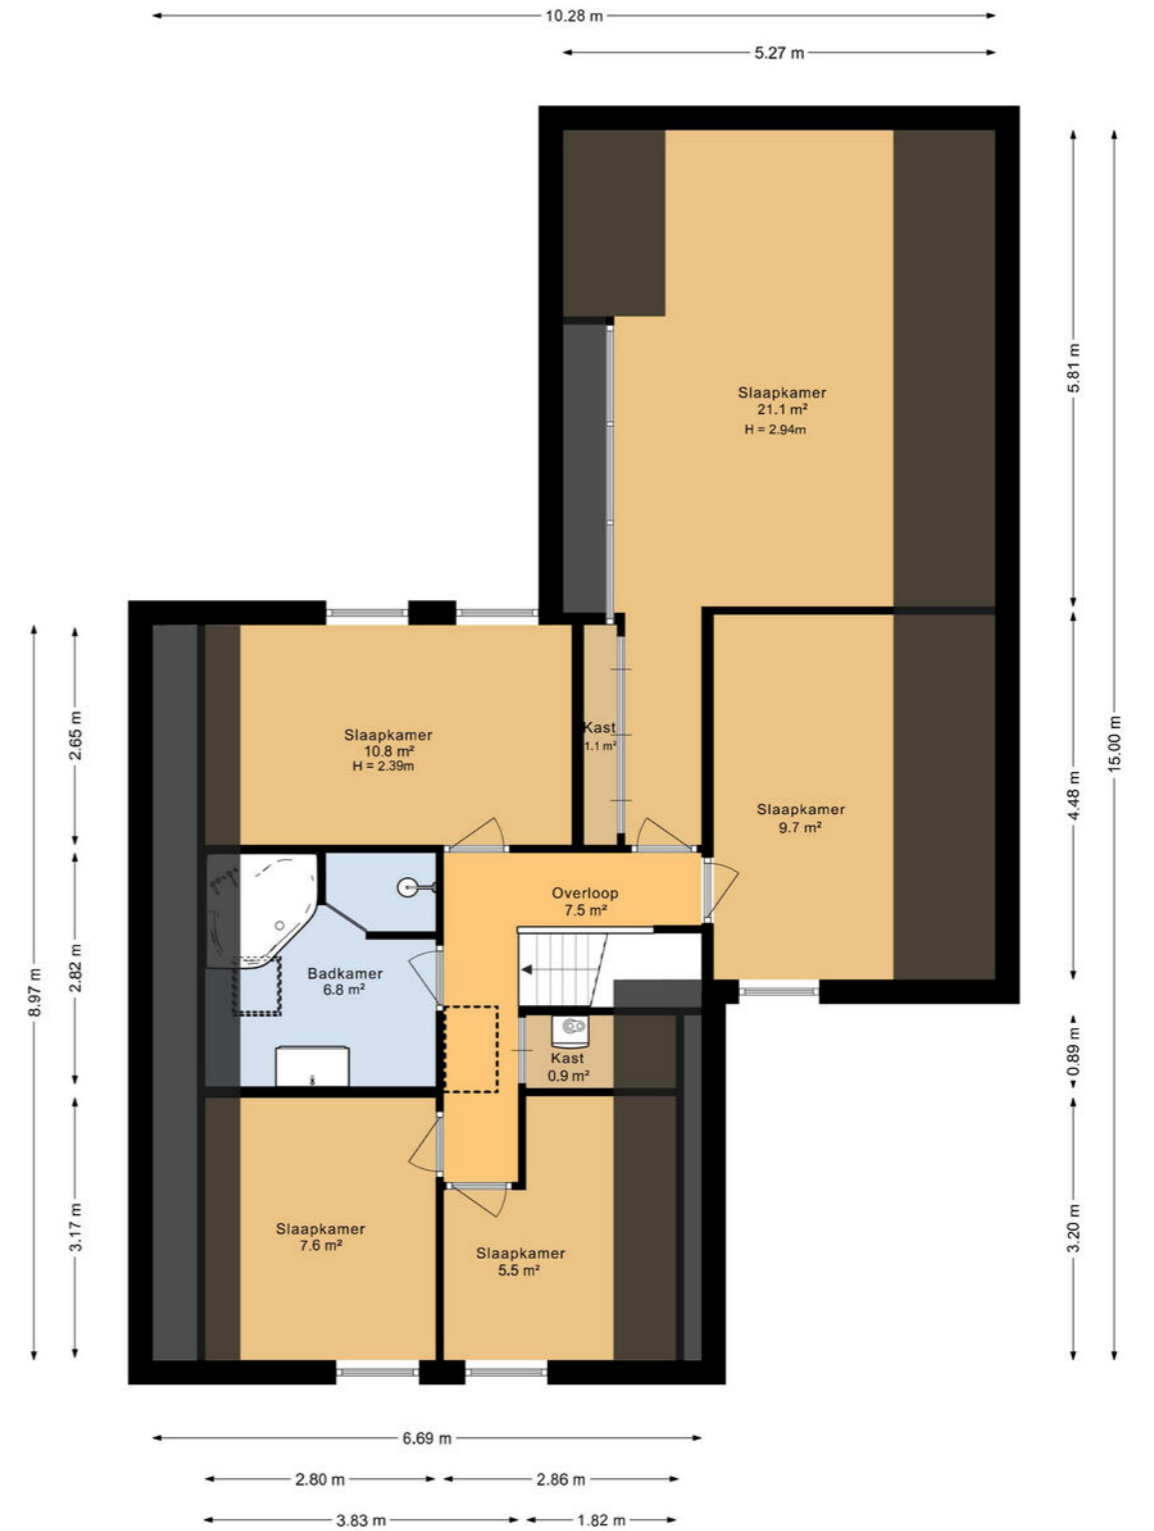 10.28 m
5.27 m
5.81 m
Slaapkamer
21.1 m²
H = 2.94m
2.65 m
Slaapkamer
10.8 m²
H = 2.39m
Kast
1.1 m²
15.00 m
4.48 m
Slaapkamer
9.7 m²
Overloop
7.5 m²
8.97 m
2.82 m
Badkamer
6.8 m²
Kast
0.9 m²
0.89 m
3.17 m
Slaapkamer
7.6 m²
Slaapkamer
5.5 m²
3.20 m
6.69 m
2.80 m
2.86 m
3.83 m
1.82 m